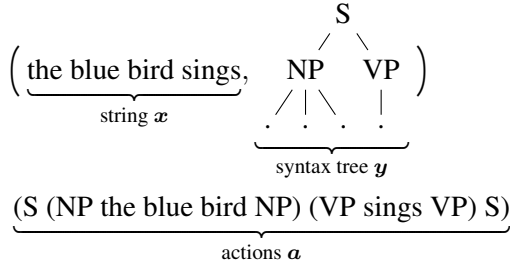 S
( the blue bird sings, NP VP )
. . . .
string x
syntax tree y
(S (NP the blue bird NP) (VP sings VP) S)
actions a